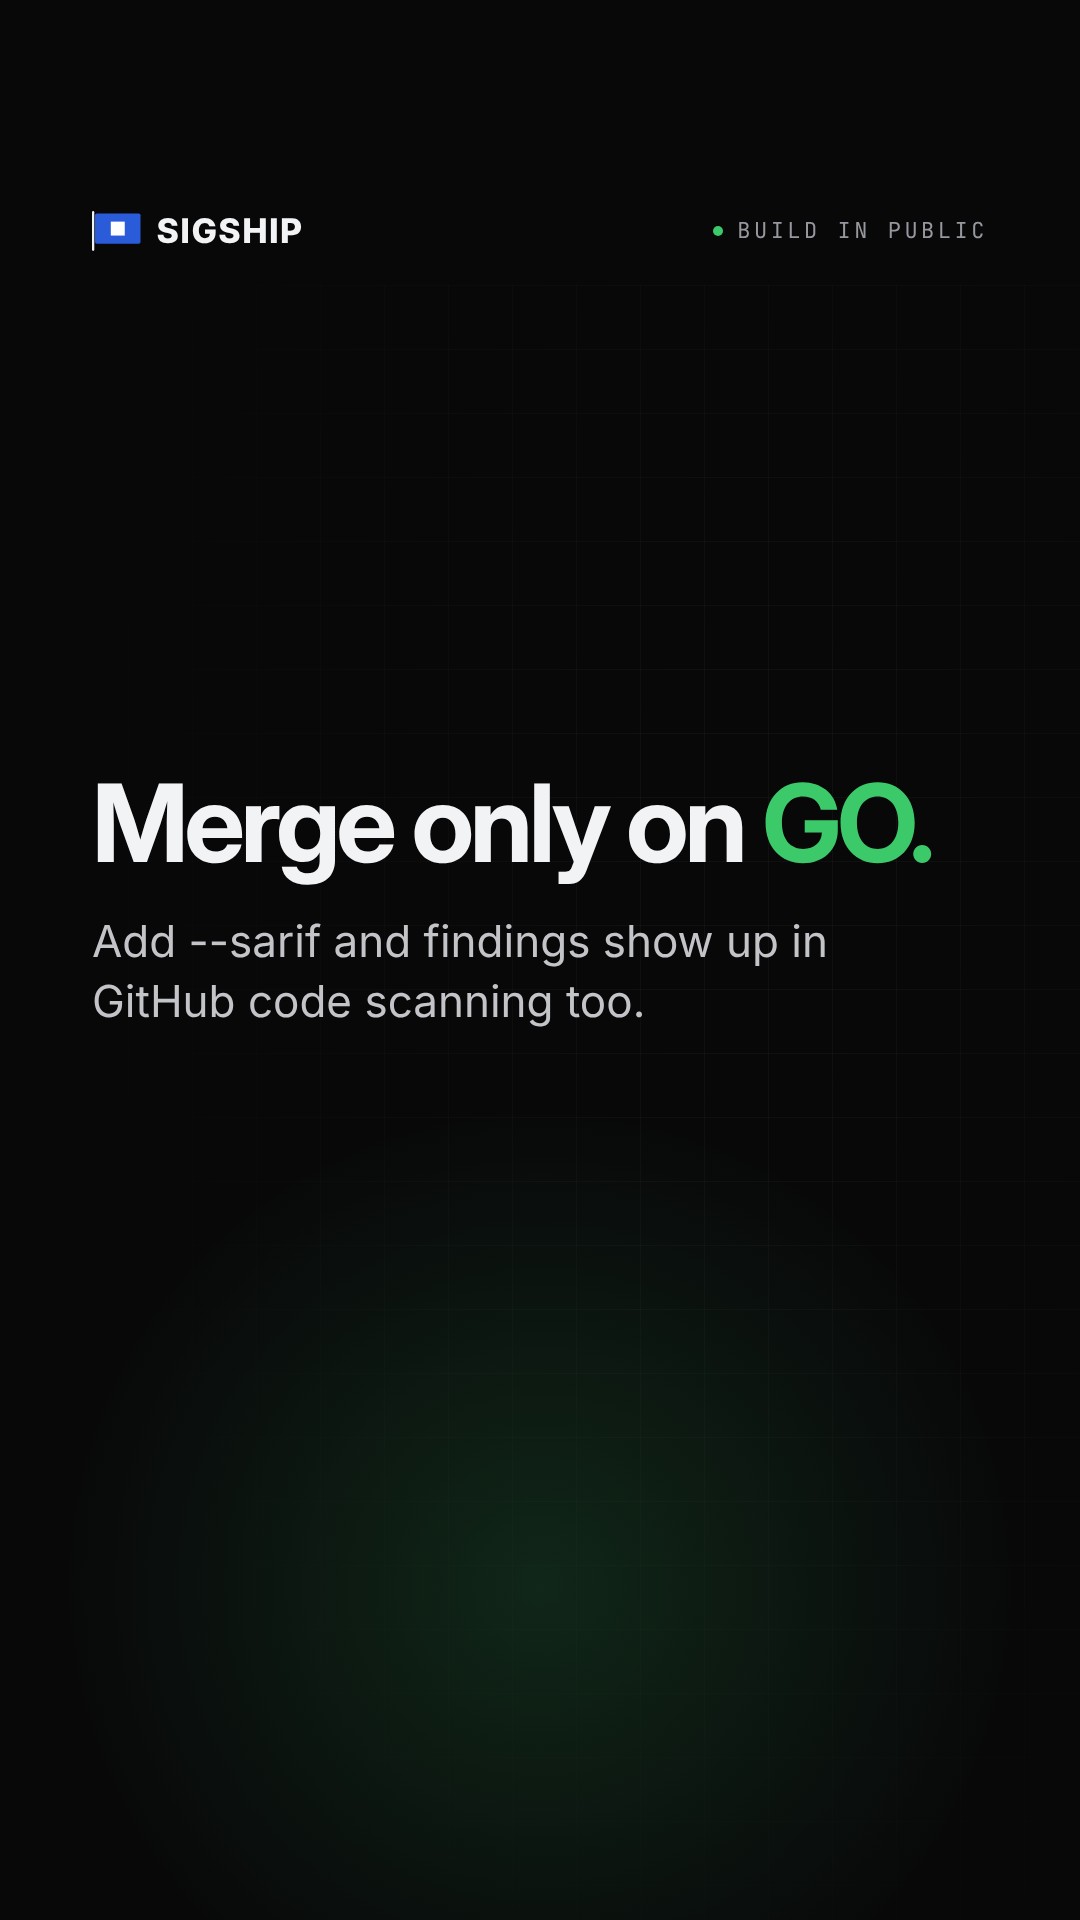 SIGSHIP
BUILD IN PUBLIC
Merge only on GO.
Add --sarif and findings show up in
GitHub code scanning too.